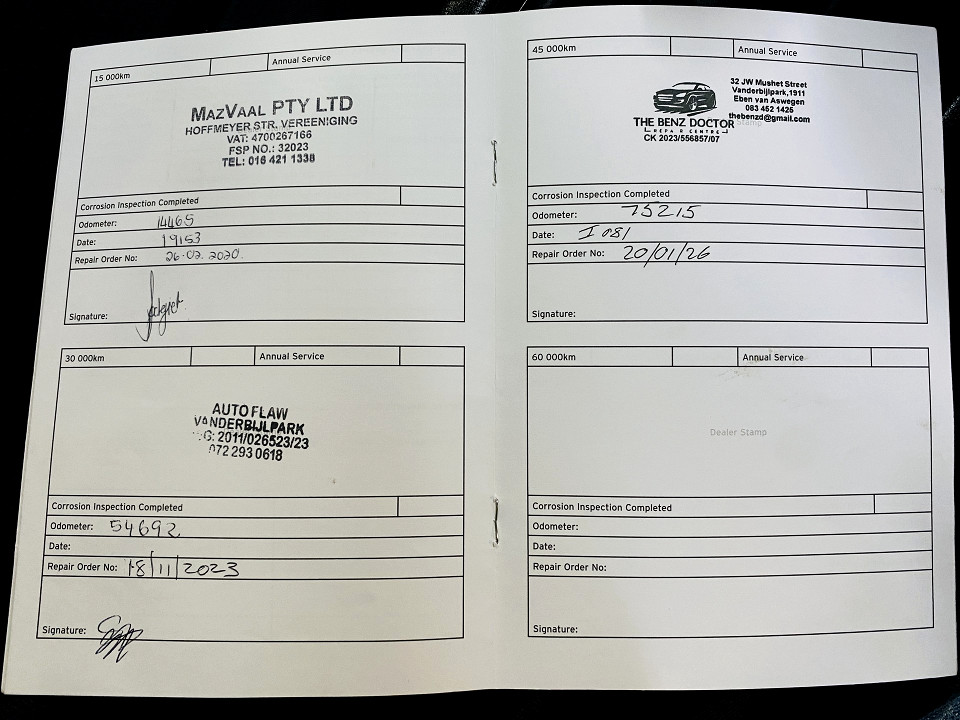 15 000km
Annual Service
MAZVAAL PTY LTD
HOFFMEYER STR, VEREENIGING
VAT: 4700267166
FSP NO.: 32023
TEL: 016 421 1338
Corrosion Inspection Completed
Odometer: 14465
Date: 19153
Repair Order No: 26.02.2020.
Signature:
30 000km
Annual Service
AUTO FLAW
VANDERBIJLPARK
G: 2011/026523/23
072 293 0618
Corrosion Inspection Completed
Odometer: 54692
Date:
Repair Order No: 18/11/2023
Signature:
45 000km
Annual Service
THE BENZ DOCTOR
REPAIR CENTRE
CK 2023/556857/07
32 JW Mushet Street
Vanderbijlpark,1911
Eben van Aswegen
083 452 1425
thebenzd@gmail.com
Stamp
Corrosion Inspection Completed
Odometer: 75215
Date: I 081
Repair Order No: 20/01/26
Signature:
60 000km
Annual Service
Dealer Stamp
Corrosion Inspection Completed
Odometer:
Date:
Repair Order No:
Signature: